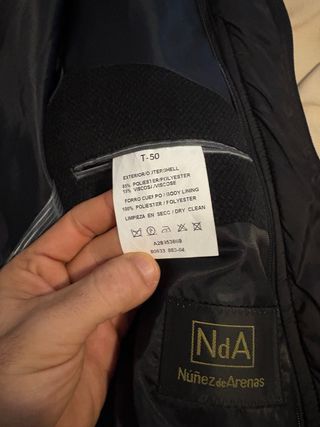 T-50
EXTERIOR/OUTER/SHELL
85% POLIESTER/POLYESTER
15% VISCOSA/VISCOSE
FORRO CUERPO/BODY LINING
100% POLIESTER/POLYESTER
LIMPIEZA EN SECO/DRY CLEAN
NdA
Núñez de Arenas